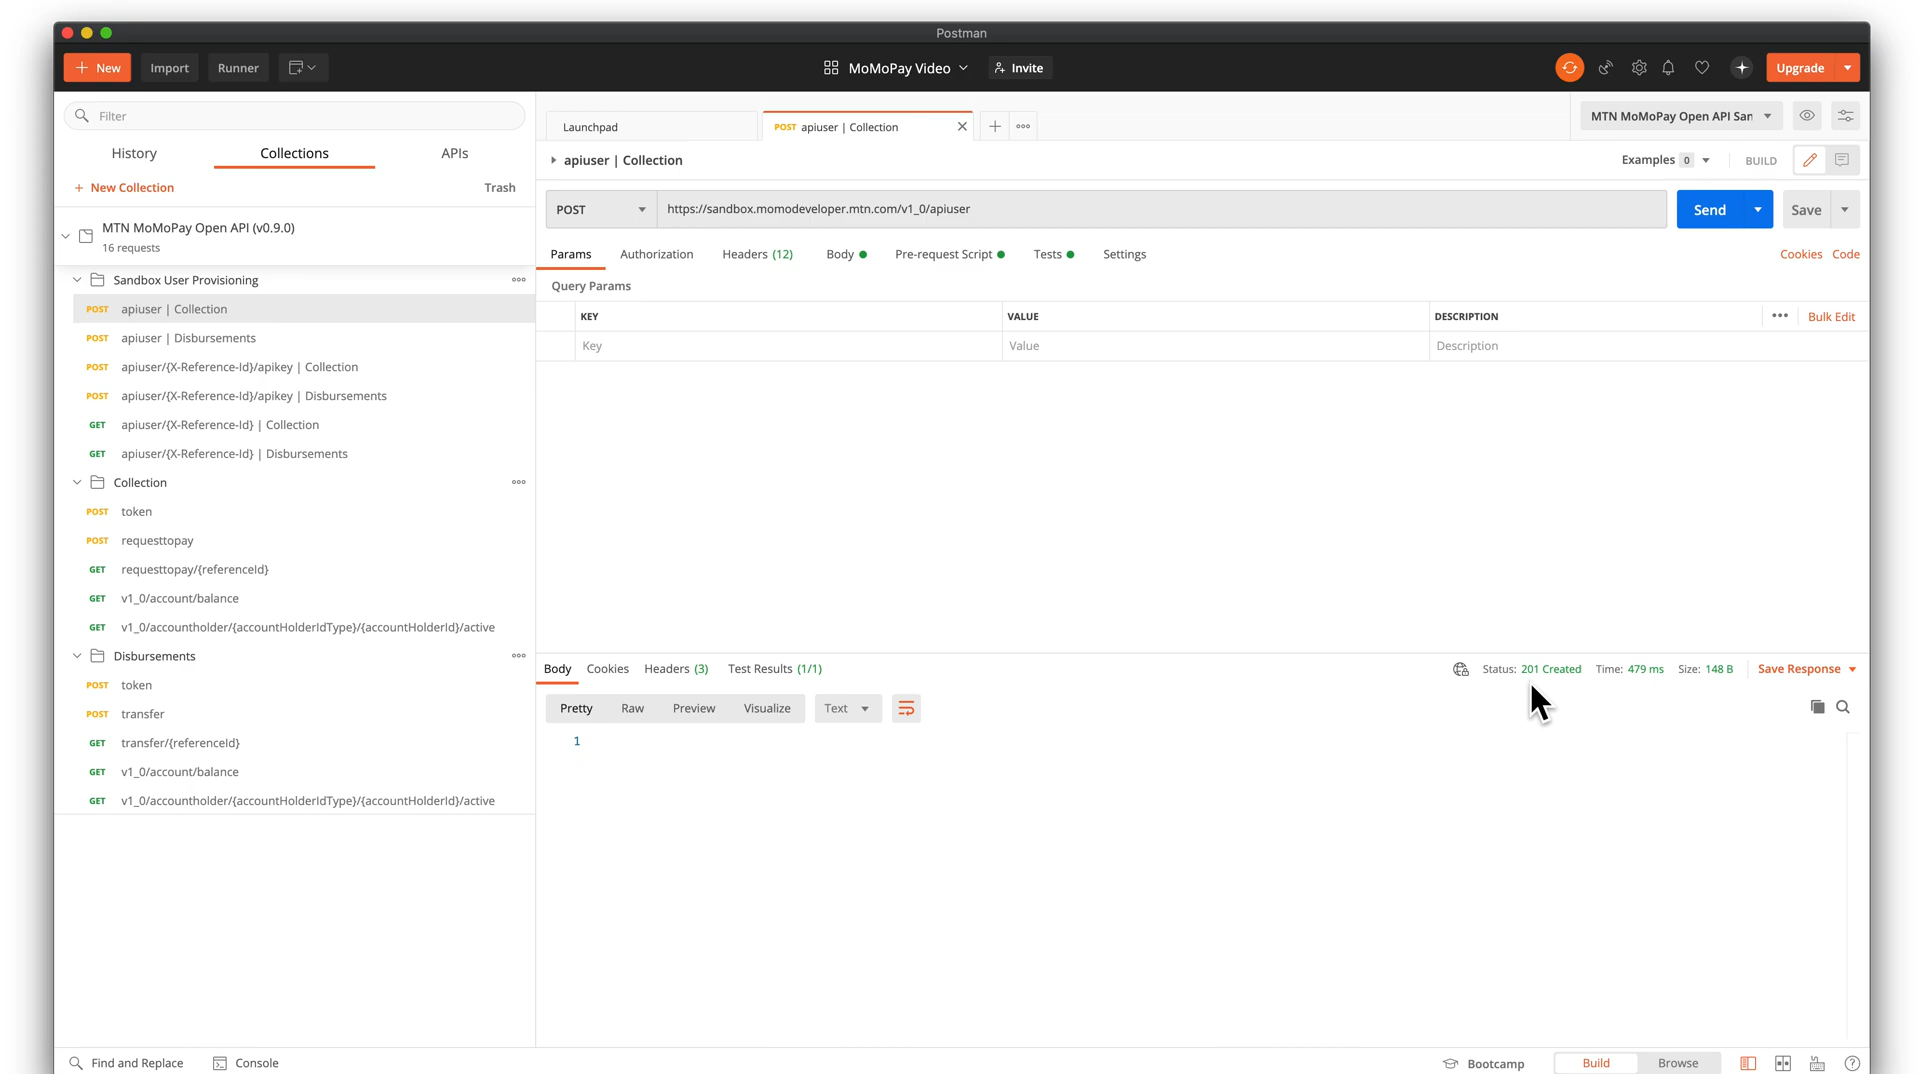 Postman
New Import Runner MoMoPay Video Invite Upgrade
Filter
History Collections APIs
+ New Collection Trash
MTN MoMoPay Open API (v0.9.0)
16 requests
Sandbox User Provisioning
POST apiuser | Collection
POST apiuser | Disbursements
POST apiuser/{X-Reference-Id}/apikey | Collection
POST apiuser/{X-Reference-Id}/apikey | Disbursements
GET apiuser/{X-Reference-Id} | Collection
GET apiuser/{X-Reference-Id} | Disbursements
Collection
POST token
POST requesttopay
GET requesttopay/{referenceId}
GET v1_0/account/balance
GET v1_0/accountholder/{accountHolderIdType}/{accountHolderId}/active
Disbursements
POST token
POST transfer
GET transfer/{referenceId}
GET v1_0/account/balance
GET v1_0/accountholder/{accountHolderIdType}/{accountHolderId}/active
Launchpad POST apiuser | Collection MTN MoMoPay Open API San
apiuser | Collection Examples 0 BUILD
POST https://sandbox.momodeveloper.mtn.com/v1_0/apiuser Send Save
Params Authorization Headers (12) Body Pre-request Script Tests Settings Cookies Code
Query Params
KEY VALUE DESCRIPTION Bulk Edit
Key Value Description
Body Cookies Headers (3) Test Results (1/1) Status: 201 Created Time: 479 ms Size: 148 B Save Response
Pretty Raw Preview Visualize Text
1
Find and Replace Console Bootcamp Build Browse